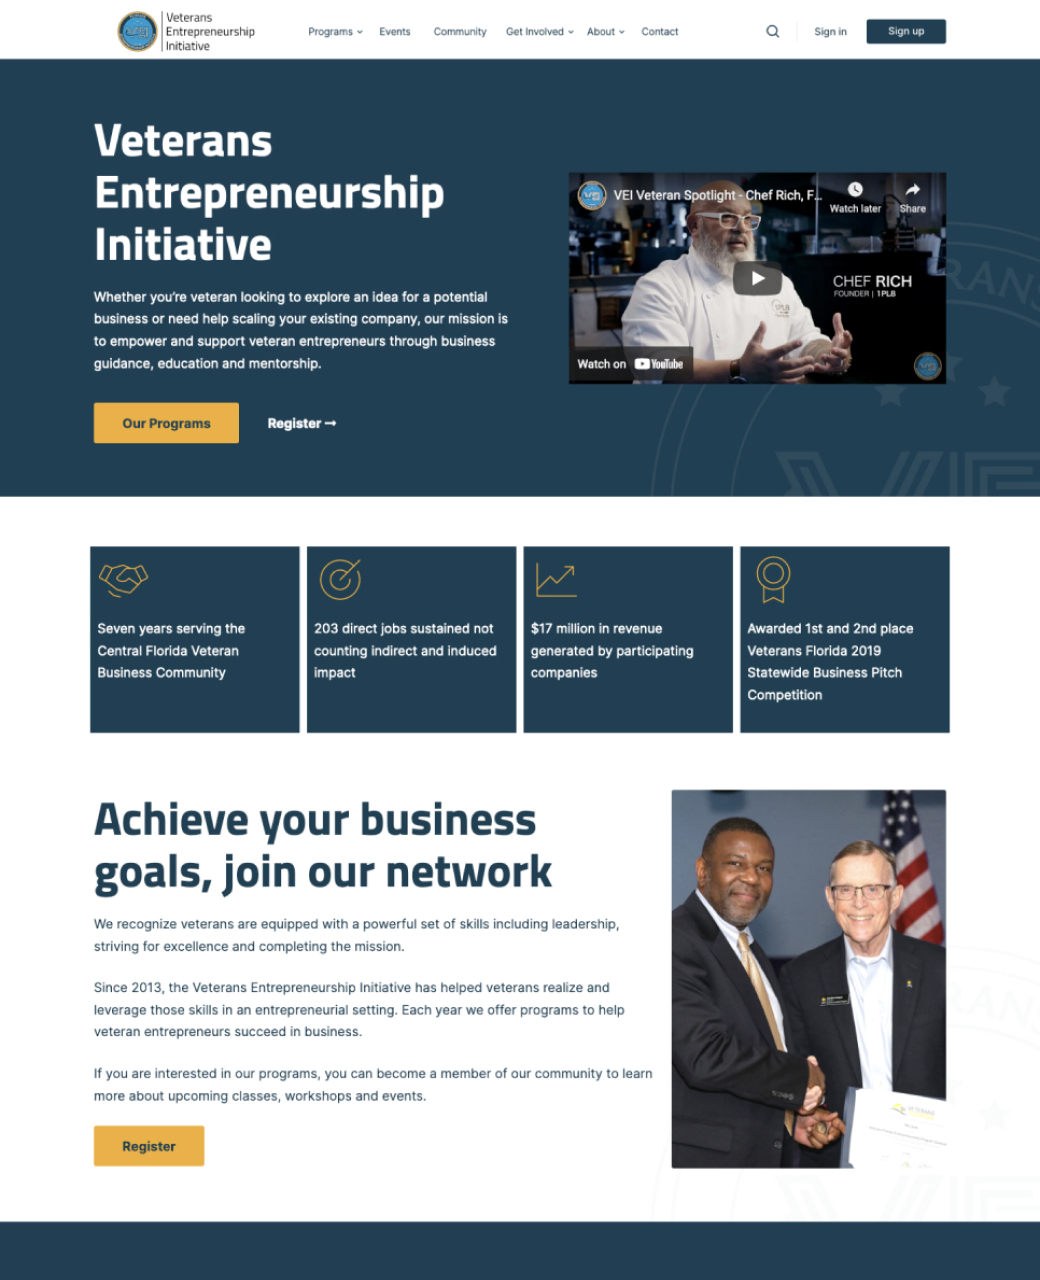 Veterans
Entrepreneurship
Initiative
Programs
Events
Community
Get Involved
About
Contact
Sign in
Sign up
Veterans
Entrepreneurship
Initiative
Whether you're veteran looking to explore an idea for a potential
business or need help scaling your existing company, our mission is
to empower and support veteran entrepreneurs through business
guidance, education and mentorship.
Our Programs
Register →
VEI Veteran Spotlight - Chef Rich, F...
Watch later
Share
CHEF RICH
FOUNDER | 1PLB
Watch on YouTube
Seven years serving the
Central Florida Veteran
Business Community
203 direct jobs sustained not
counting indirect and induced
impact
$17 million in revenue
generated by participating
companies
Awarded 1st and 2nd place
Veterans Florida 2019
Statewide Business Pitch
Competition
Achieve your business
goals, join our network
We recognize veterans are equipped with a powerful set of skills including leadership,
striving for excellence and completing the mission.
Since 2013, the Veterans Entrepreneurship Initiative has helped veterans realize and
leverage those skills in an entrepreneurial setting. Each year we offer programs to help
veteran entrepreneurs succeed in business.
If you are interested in our programs, you can become a member of our community to learn
more about upcoming classes, workshops and events.
Register
VETERANS